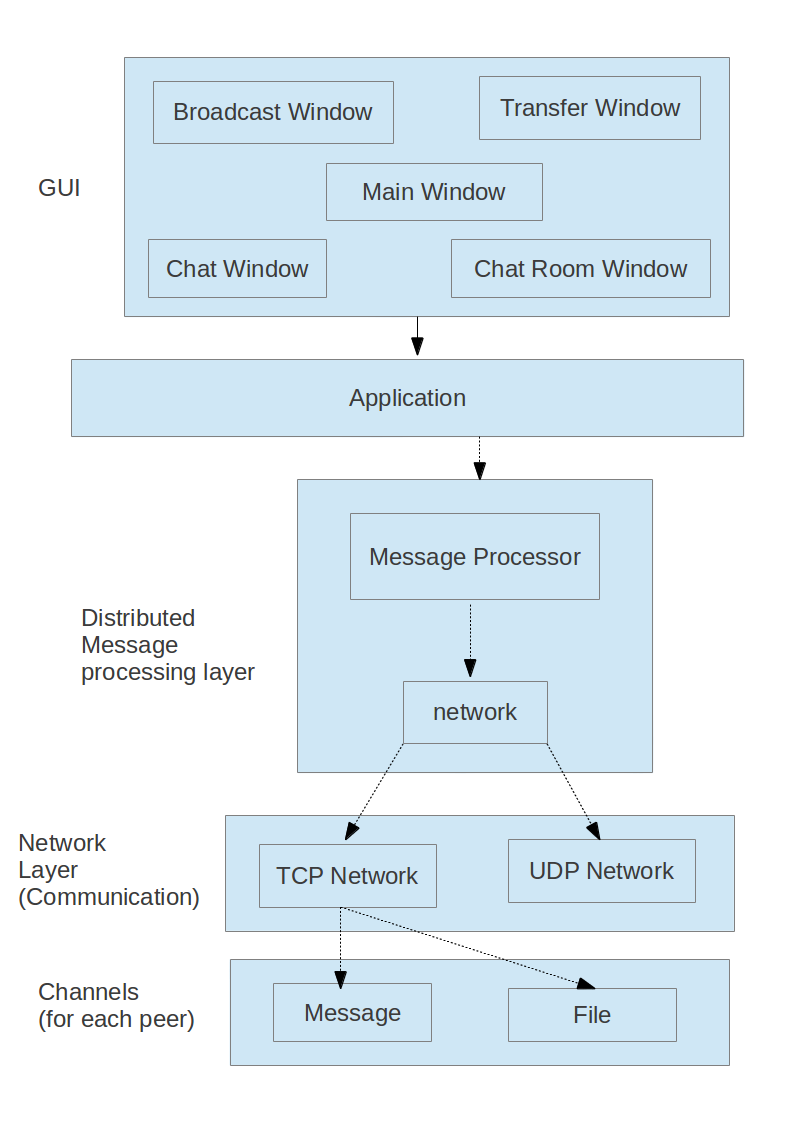 Broadcast Window
Transfer Window
GUI
Main Window
Chat Window
Chat Room Window
Application
Message Processor
Distributed
Message
processing layer
network
Network
Layer
(Communication)
TCP Network
UDP Network
Channels
(for each peer)
Message
File